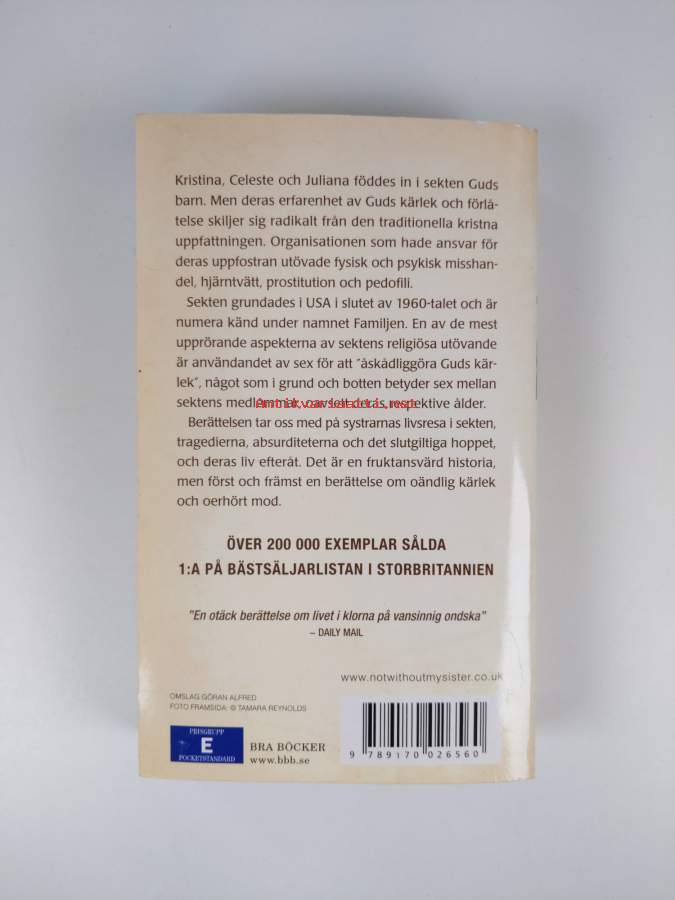 Kristina, Celeste och Juliana föddes in i sekten Guds
barn. Men deras erfarenhet av Guds kärlek och förlå-
telse skiljer sig radikalt från den traditionella kristna
uppfattningen. Organisationen som hade ansvar för
deras uppfostran utövade fysisk och psykisk misshan-
del, hjärntvätt, prostitution och pedofili.
Sekten grundades i USA i slutet av 1960-talet och är
numera känd under namnet Familjen. En av de mest
upprörande aspekterna av sektens religiösa utövande
är användandet av sex för att "åskådliggöra Guds kär-
lek", något som i grund och botten betyder sex mellan
sektens medlemmar, oavsett deras respektive ålder.
Berättelsen tar oss med på systrarnas livsresa i sekten,
tragedierna, absurditeterna och det slutgiltiga hoppet,
och deras liv efteråt. Det är en fruktansvärd historia,
men först och främst en berättelse om oändlig kärlek
och oerhört mod.
ÖVER 200 000 EXEMPLAR SÅLDA
1:A PÅ BÄSTSÄLJARLISTAN I STORBRITANNIEN
"En otäck berättelse om livet i klorna på vansinnig ondska"
– DAILY MAIL
www.notwithoutmysister.co.uk
OMSLAG GÖRAN ALFRED
FOTO FRAMSIDA: © TAMARA REYNOLDS
PRISGRUPP
E
POCKETSTANDARD
BRA BÖCKER
www.bbb.se
9 789170 026560